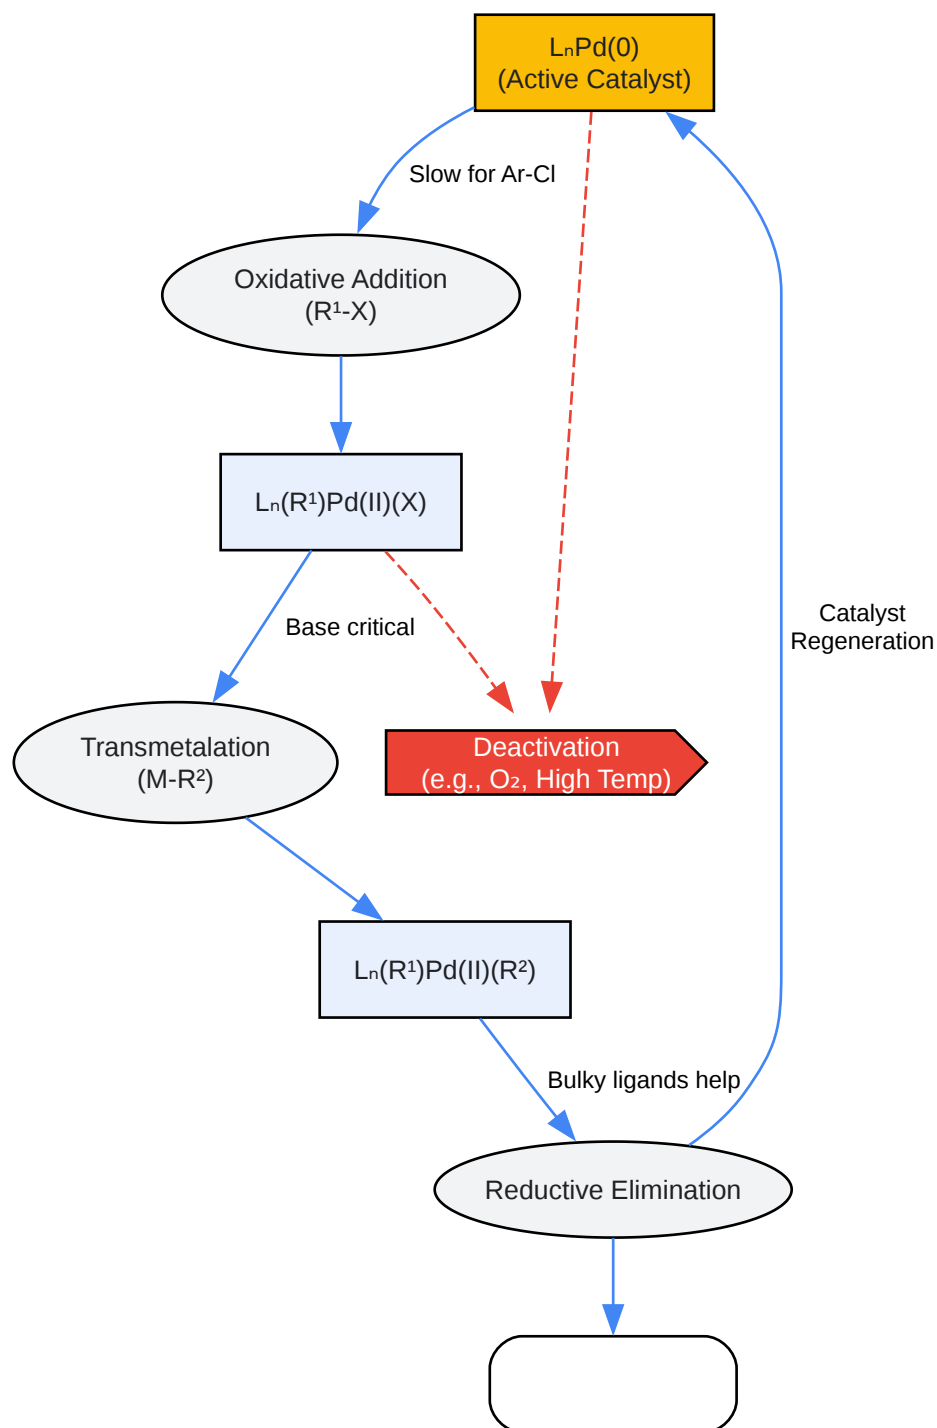 LₙPd(0)
(Active Catalyst)
Slow for Ar-Cl
Oxidative Addition
(R¹-X)
Lₙ(R¹)Pd(II)(X)
Base critical
Catalyst
Regeneration
Transmetalation
(M-R²)
Deactivation
(e.g., O₂, High Temp)
Lₙ(R¹)Pd(II)(R²)
Bulky ligands help
Reductive Elimination